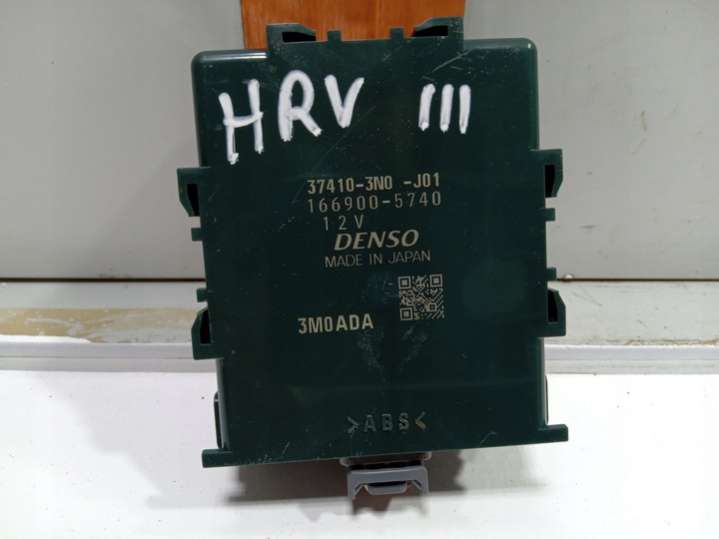 HRV III
37410-3N0 -J01
166900-5740
12V
DENSO
MADE IN JAPAN
3M0ADA
>ABS<